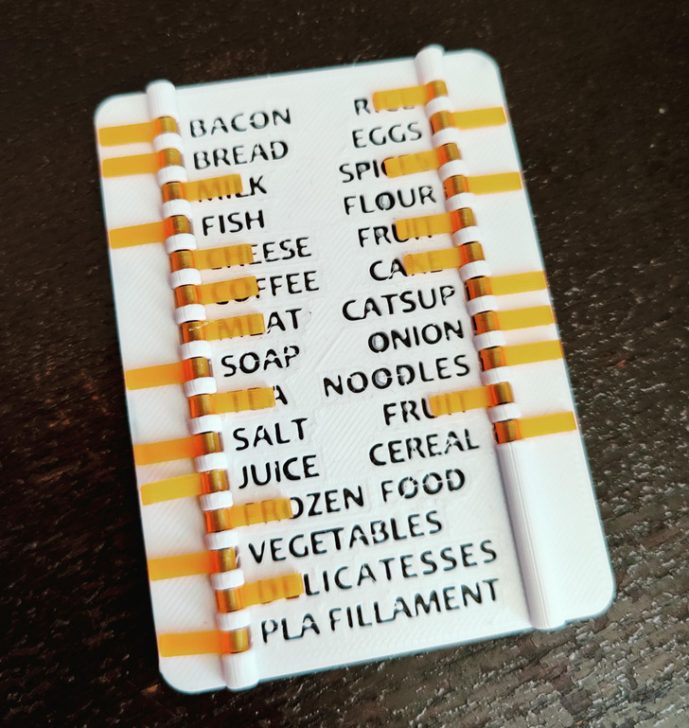 BACON
BREAD
MILK
FISH
CHEESE
COFFEE
MEAT
SOAP
TEA
SALT
JUICE
FROZEN FOOD
VEGETABLES
DELICATESSES
PLA FILLAMENT
RICE
EGGS
SPICES
FLOUR
FRUIT
CAKE
CATSUP
ONION
NOODLES
FRUIT
CEREAL